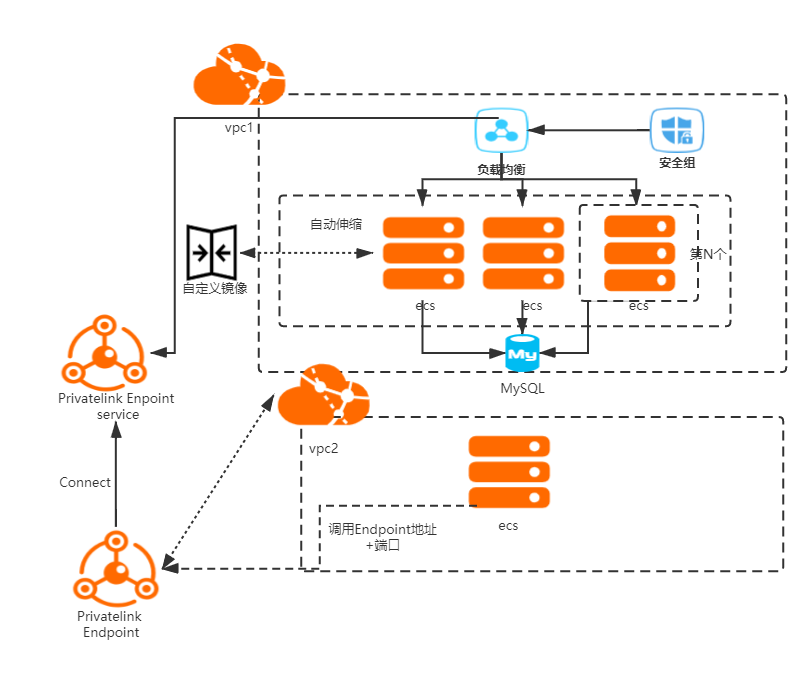 vpc1
负载均衡
安全组
自动伸缩
第N个
自定义镜像
ecs
ecs
ecs
My
MySQL
Privatelink Enpoint
service
vpc2
Connect
ecs
调用Endpoint地址
+端口
Privatelink
Endpoint